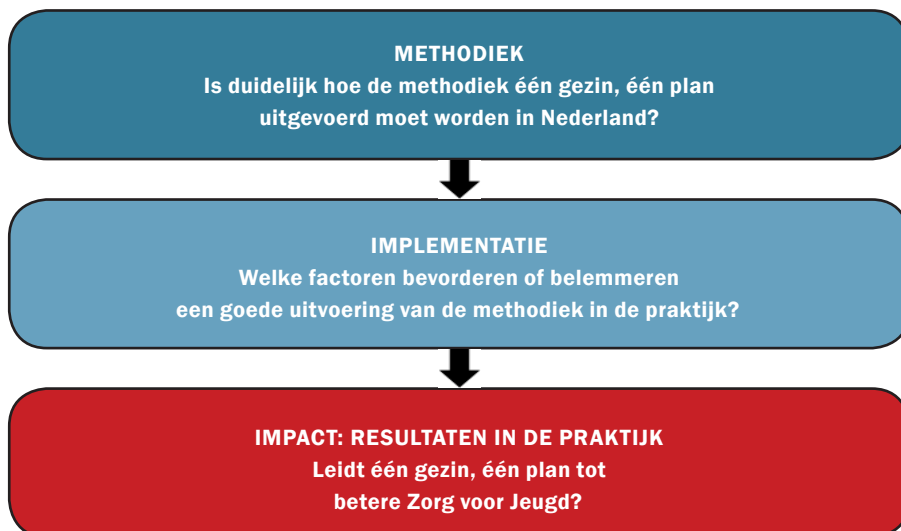 METHODIEK
Is duidelijk hoe de methodiek één gezin, één plan
uitgevoerd moet worden in Nederland?
IMPLEMENTATIE
Welke factoren bevorderen of belemmeren
een goede uitvoering van de methodiek in de praktijk?
IMPACT: RESULTATEN IN DE PRAKTIJK
Leidt één gezin, één plan tot
betere Zorg voor Jeugd?